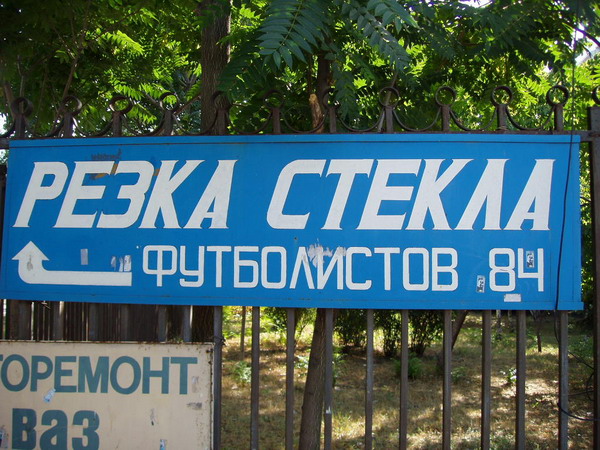 РЕЗКА СТЕКЛА
ФУТБОЛИСТОВ 84
ТОРЕМОНТ
ВАЗ